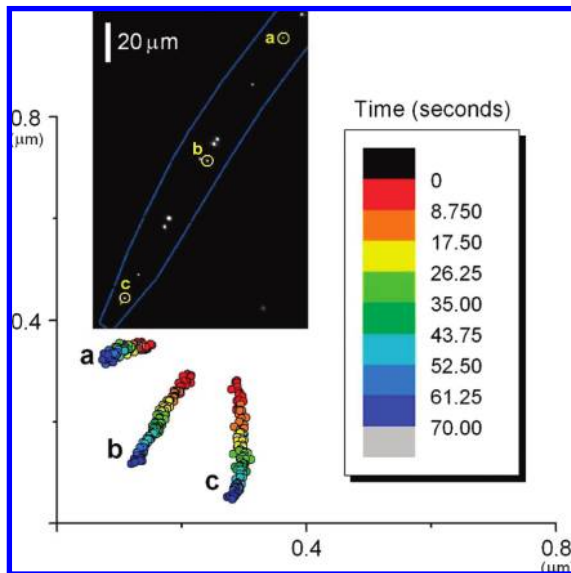 20 μm
a
b
c
0.8
(μm)
0.4
a
b
c
0.4
0.8
(μm)
Time (seconds)
0
8.750
17.50
26.25
35.00
43.75
52.50
61.25
70.00